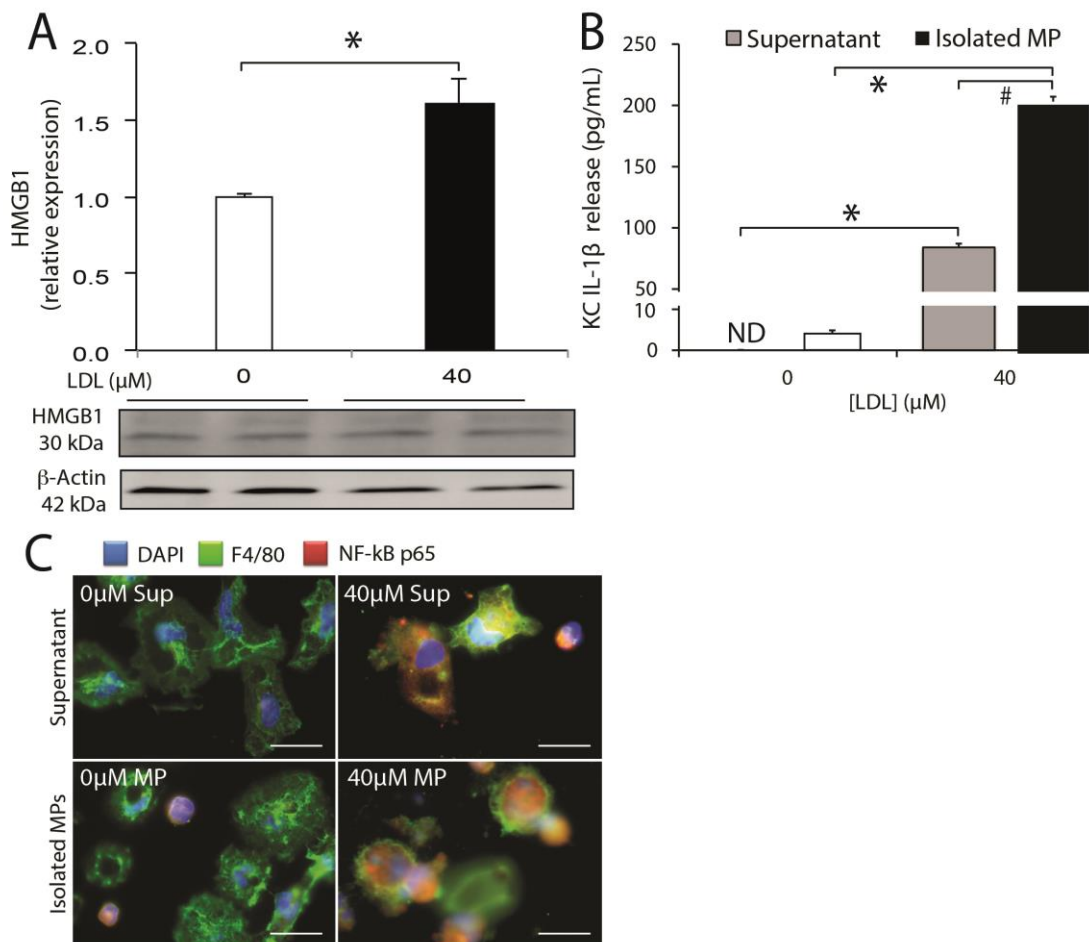 A
2.0
*
1.5
1.0
0.5
0.0
HMGB1
(relative expression)
LDL (μM)
0
40
HMGB1
30 kDa
β-Actin
42 kDa
B
Supernatant
Isolated MP
250
200
150
100
50
10
0
KC IL-1β release (pg/mL)
*
#
*
ND
0
40
[LDL] (μM)
C
DAPI
F4/80
NF-kB p65
Supernatant
0μM Sup
40μM Sup
Isolated MPs
0μM MP
40μM MP